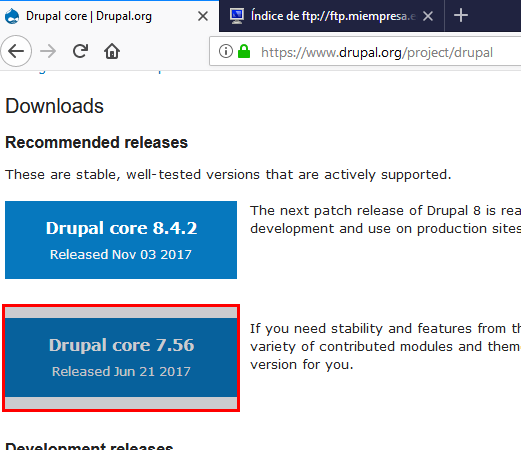 Drupal core | Drupal.org
Índice de ftp://ftp.miempresa.e
https://www.drupal.org/project/drupal
Downloads
Recommended releases
These are stable, well-tested versions that are actively supported.
Drupal core 8.4.2
Released Nov 03 2017
The next patch release of Drupal 8 is rea
development and use on production sites
Drupal core 7.56
Released Jun 21 2017
If you need stability and features from th
variety of contributed modules and theme
version for you.
Development releases